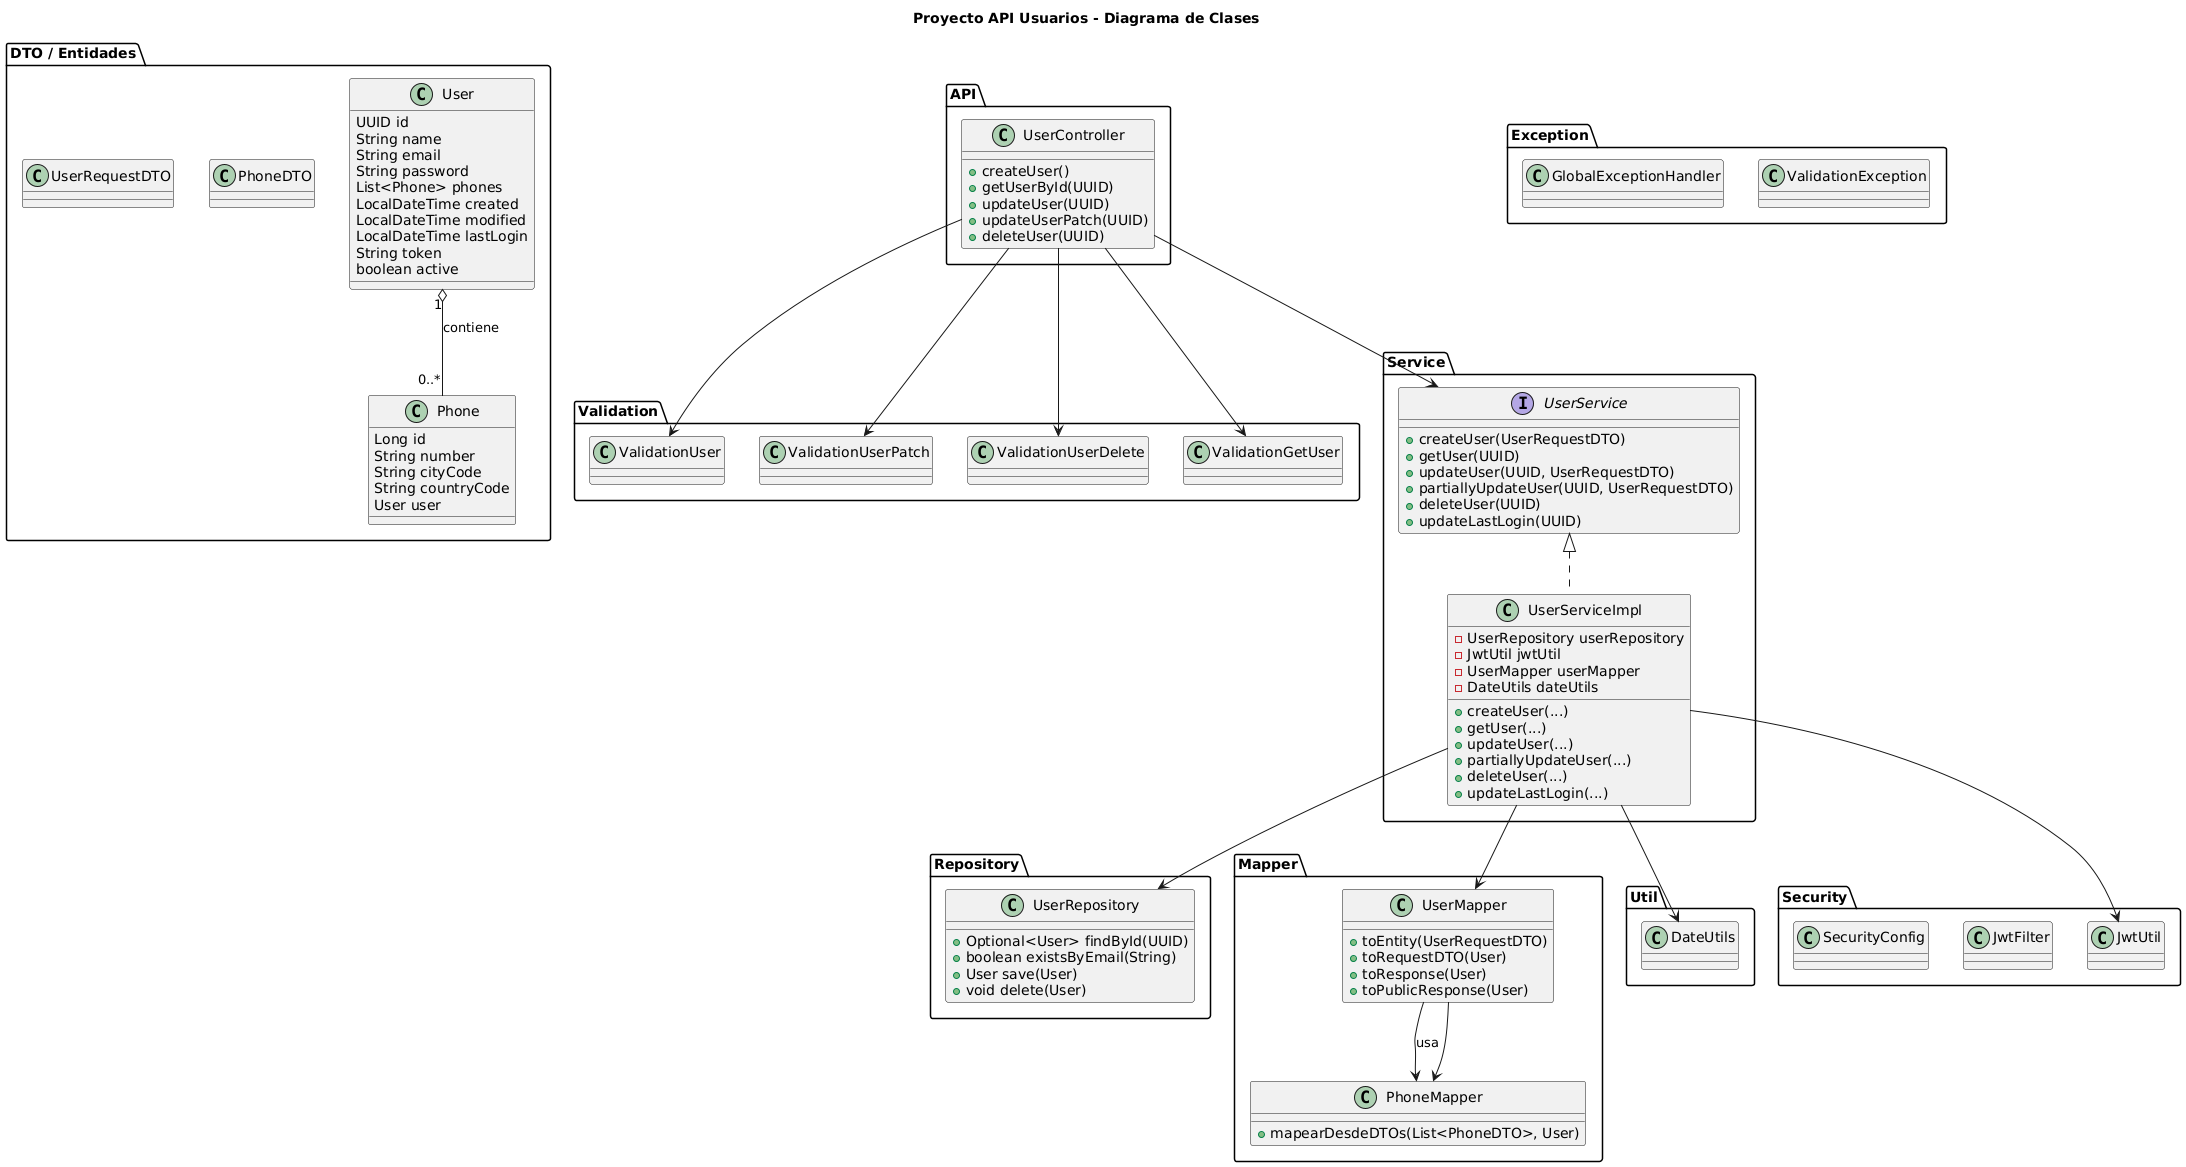 Proyecto API Usuarios - Diagrama de Clases
DTO / Entidades
C UserRequestDTO
C PhoneDTO
C User
UUID id
String name
String email
String password
List<Phone> phones
LocalDateTime created
LocalDateTime modified
LocalDateTime lastLogin
String token
boolean active
1
contiene
0..*
C Phone
Long id
String number
String cityCode
String countryCode
User user
API
C UserController
createUser()
getUserById(UUID)
updateUser(UUID)
updateUserPatch(UUID)
deleteUser(UUID)
Exception
C GlobalExceptionHandler
C ValidationException
Validation
C ValidationUser
C ValidationUserPatch
C ValidationUserDelete
C ValidationGetUser
Service
I UserService
createUser(UserRequestDTO)
getUser(UUID)
updateUser(UUID, UserRequestDTO)
partiallyUpdateUser(UUID, UserRequestDTO)
deleteUser(UUID)
updateLastLogin(UUID)
C UserServiceImpl
UserRepository userRepository
JwtUtil jwtUtil
UserMapper userMapper
DateUtils dateUtils
createUser(...)
getUser(...)
updateUser(...)
partiallyUpdateUser(...)
deleteUser(...)
updateLastLogin(...)
Repository
C UserRepository
Optional<User> findById(UUID)
boolean existsByEmail(String)
User save(User)
void delete(User)
Mapper
C UserMapper
toEntity(UserRequestDTO)
toRequestDTO(User)
toResponse(User)
toPublicResponse(User)
usa
C PhoneMapper
mapearDesdeDTOs(List<PhoneDTO>, User)
Util
C DateUtils
Security
C SecurityConfig
C JwtFilter
C JwtUtil